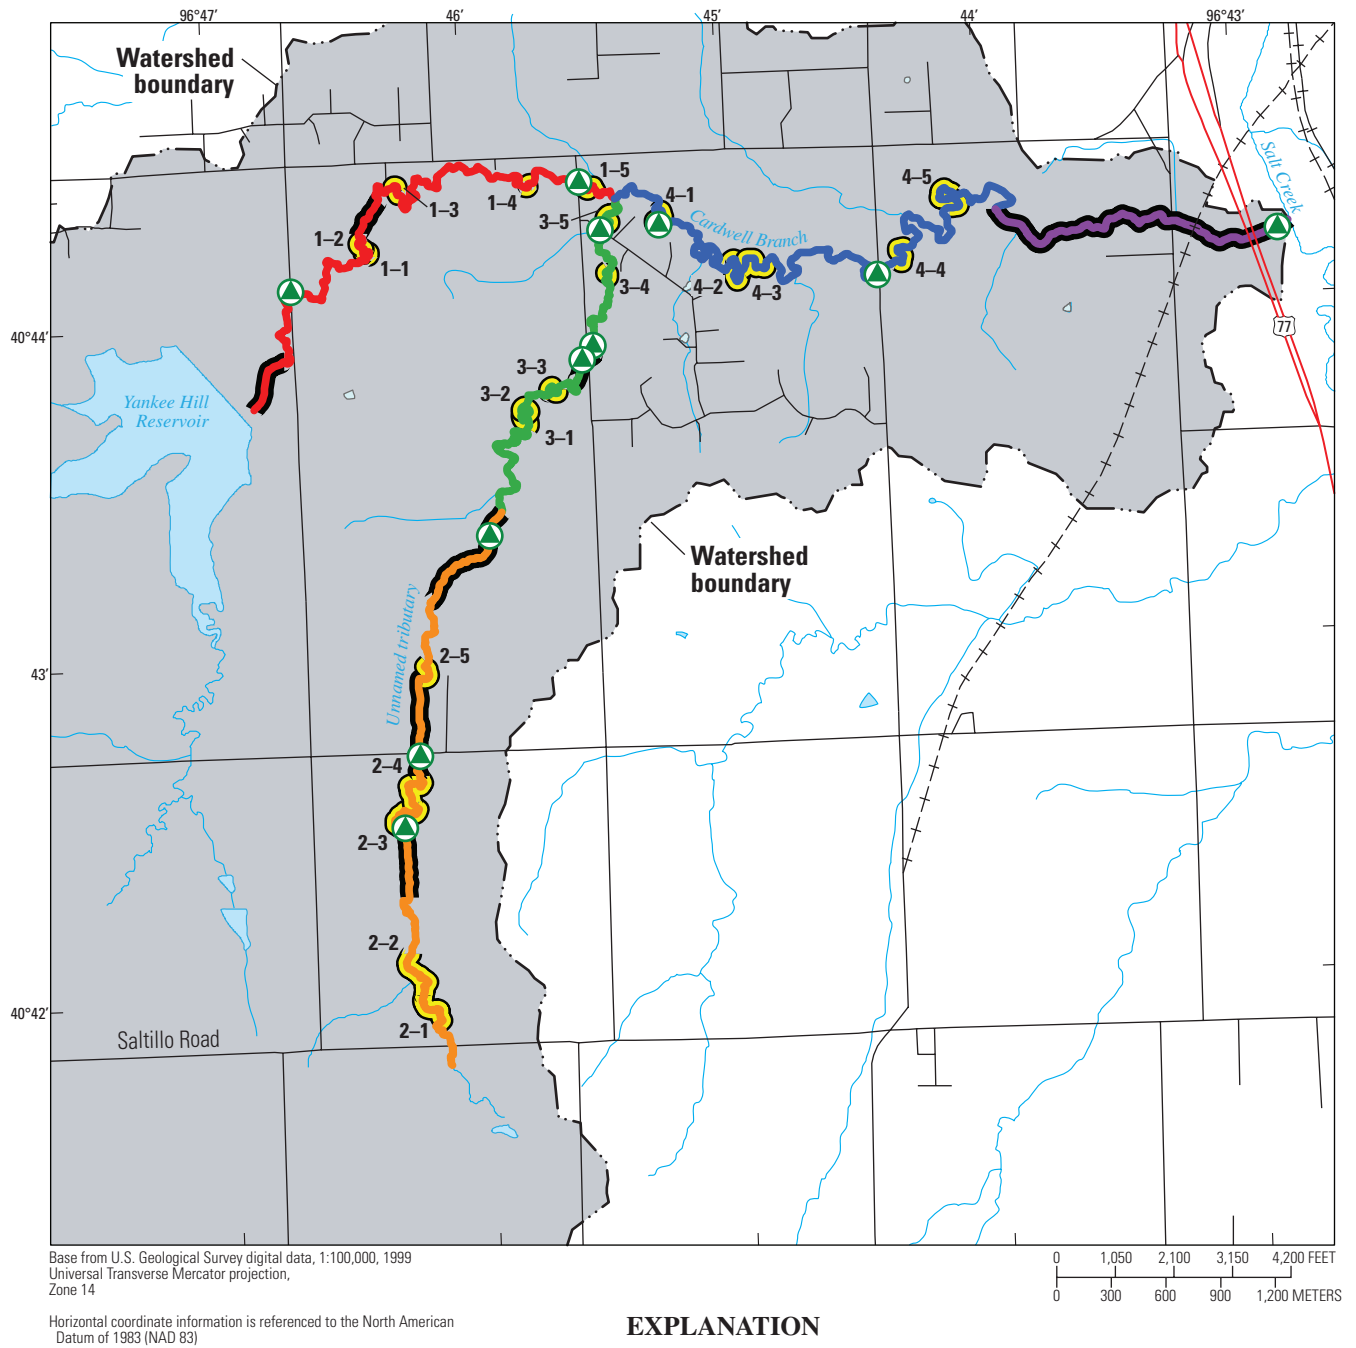 96°47′
46′
45′
44′
96°43′
Watershed
boundary
Salt Creek
1–5
4–5
1–3
1–4
4–1
3–5
Cardwell Branch
1–2
1–1
4–4
3–4
4–2
4–3
40°44′
77
3–3
Yankee Hill
Reservoir
3–2
3–1
Watershed
boundary
Unnamed tributary
2–5
43′
2–4
2–3
2–2
40°42′
2–1
Saltillo Road
Base from U.S. Geological Survey digital data, 1:100,000, 1999
Universal Transverse Mercator projection,
Zone 14
Horizontal coordinate information is referenced to the North American
Datum of 1983 (NAD 83)
0 1,050 2,100 3,150 4,200 FEET
0 300 600 900 1,200 METERS
EXPLANATION